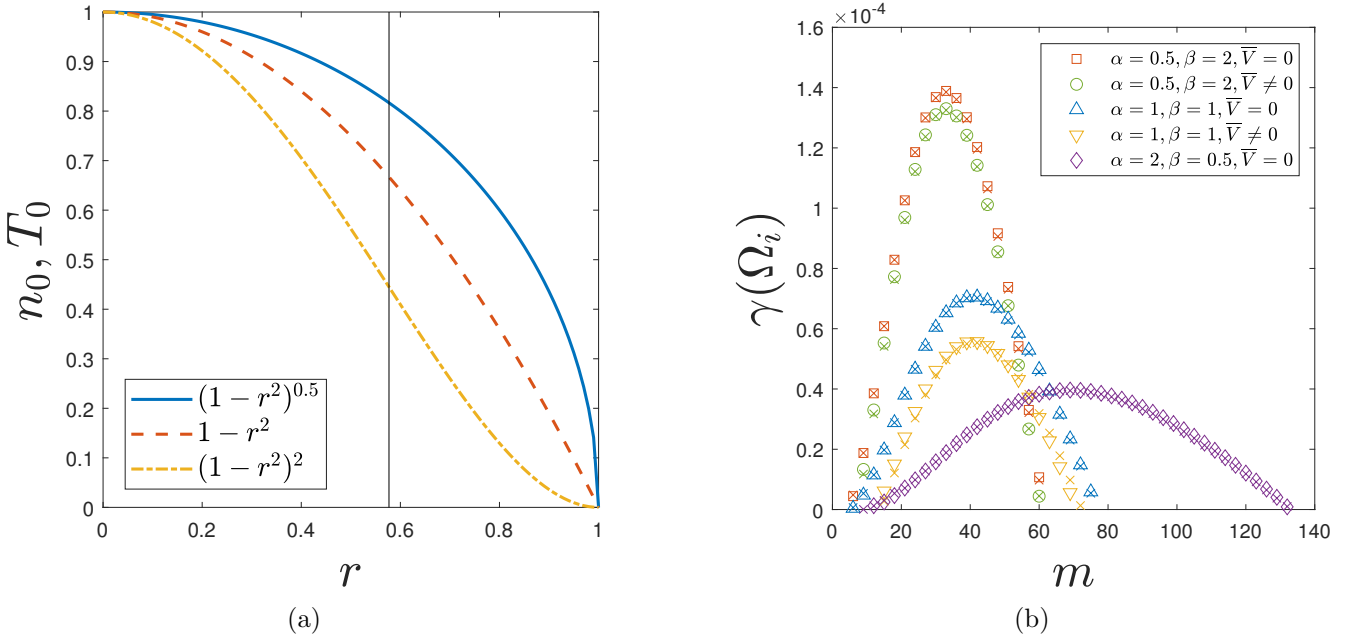 1
0.9
0.8
0.7
0.6
0.5
0.4
0.3
0.2
0.1
0
n₀, T₀
(1 − r²)^0.5
1 − r²
(1 − r²)²
0 0.2 0.4 0.6 0.8 1
r
(a)
×10⁻⁴
1.6
1.4
1.2
1
0.8
0.6
0.4
0.2
0
γ(Ωᵢ)
α = 0.5, β = 2, V̅ = 0
α = 0.5, β = 2, V̅ ≠ 0
α = 1, β = 1, V̅ = 0
α = 1, β = 1, V̅ ≠ 0
α = 2, β = 0.5, V̅ = 0
0 20 40 60 80 100 120 140
m
(b)